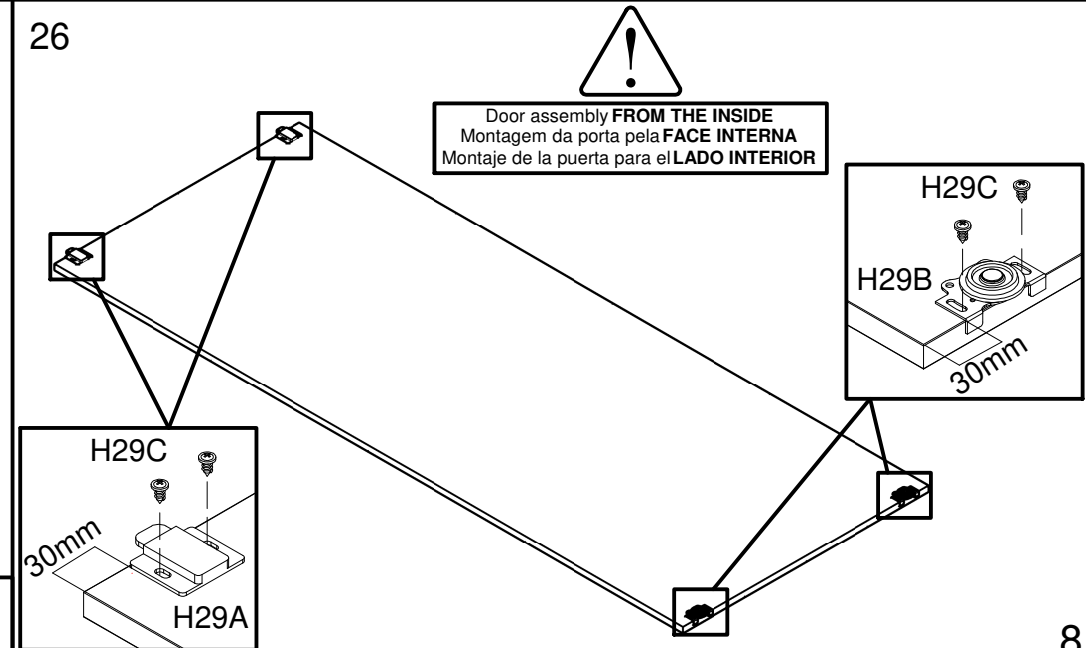 26
!
Door assembly FROM THE INSIDE
Montagem da porta pela FACE INTERNA
Montaje de la puerta para el LADO INTERIOR
H29C
H29B
30mm
H29C
30mm
H29A
8